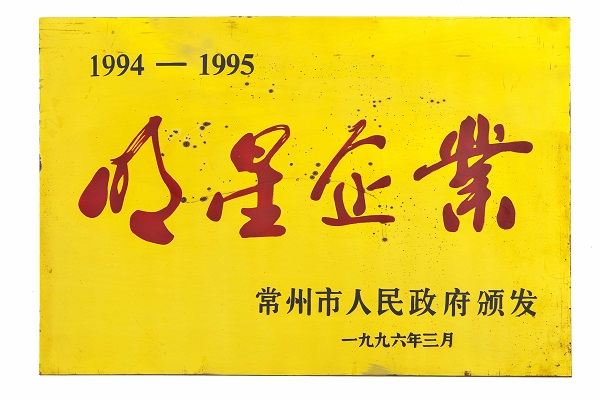 1994 — 1995
明星企業
常州市人民政府颁发
一九九六年三月